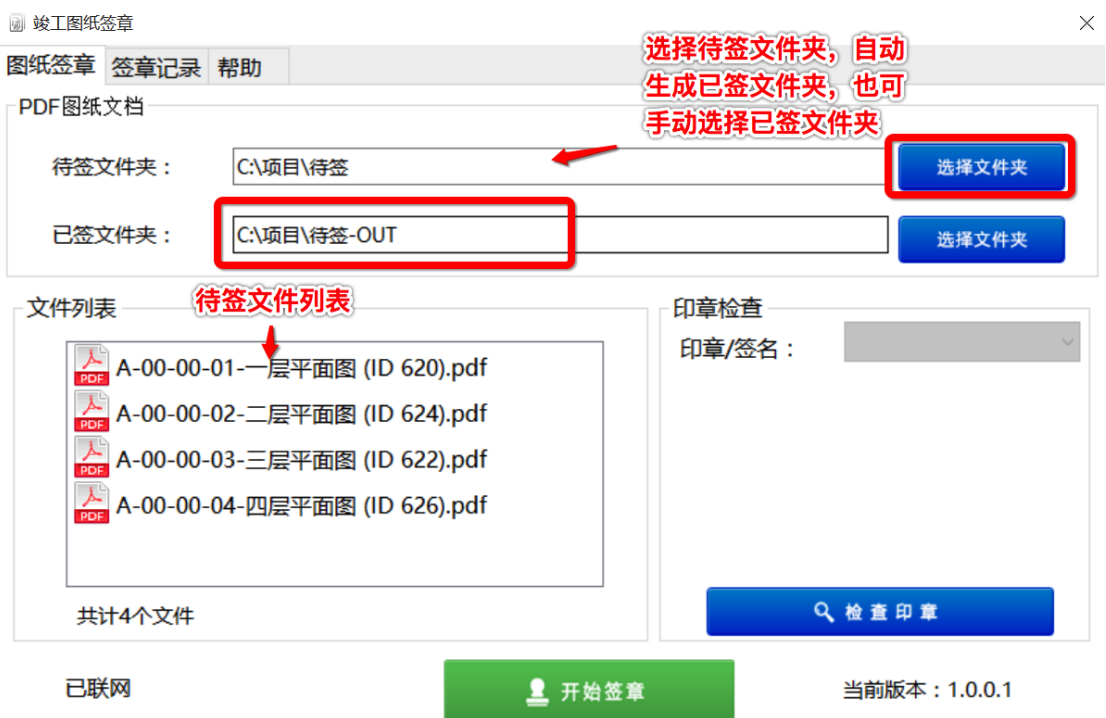 竣工图纸签章
图纸签章 签章记录 帮助
选择待签文件夹，自动
生成已签文件夹，也可
手动选择已签文件夹
PDF图纸文档
待签文件夹： C:\项目\待签 选择文件夹
已签文件夹： C:\项目\待签-OUT 选择文件夹
文件列表
待签文件列表
印章检查
印章/签名：
PDF A-00-00-01-一层平面图 (ID 620).pdf
PDF A-00-00-02-二层平面图 (ID 624).pdf
PDF A-00-00-03-三层平面图 (ID 622).pdf
PDF A-00-00-04-四层平面图 (ID 626).pdf
共计4个文件
检查印章
已联网
开始签章
当前版本：1.0.0.1